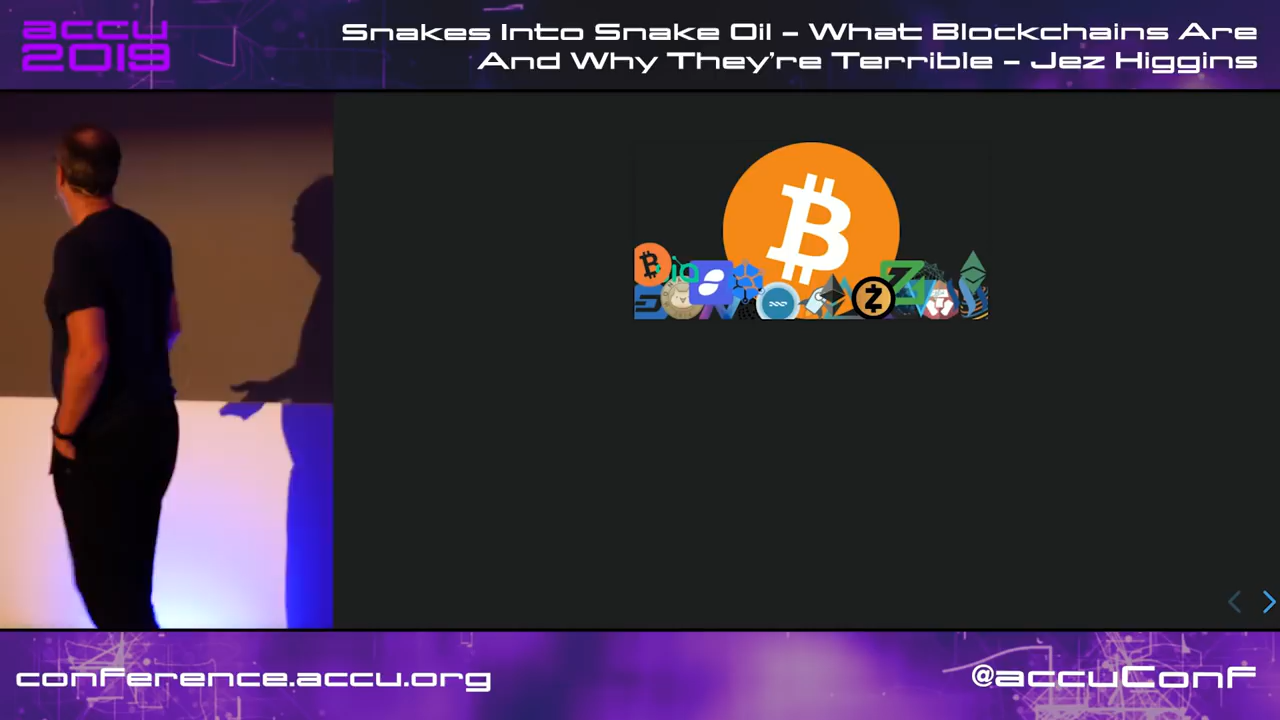 accu
2019
Snakes Into Snake Oil – What Blockchains Are
And Why They're Terrible – Jez Higgins
conference.accu.org
@accuConf